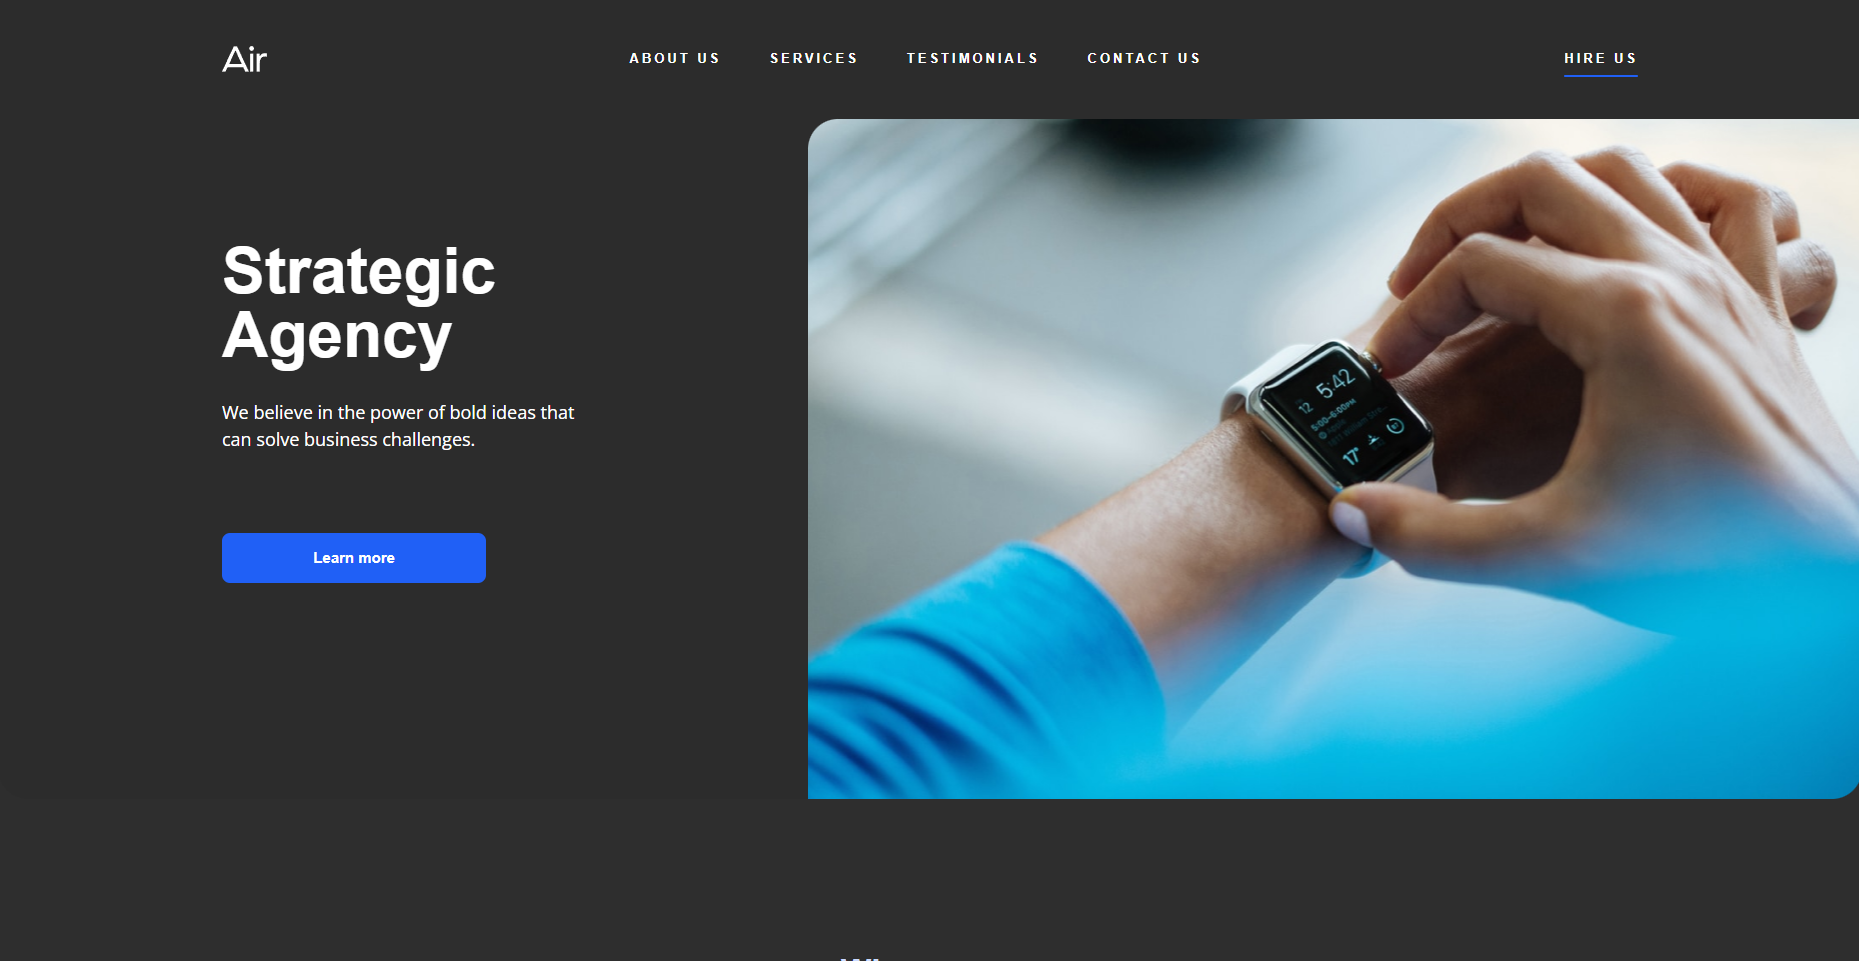 Air
ABOUT US
SERVICES
TESTIMONIALS
CONTACT US
HIRE US
Strategic
Agency
We believe in the power of bold ideas that
can solve business challenges.
Learn more
5:42
12
5:00–6:00PM
17°